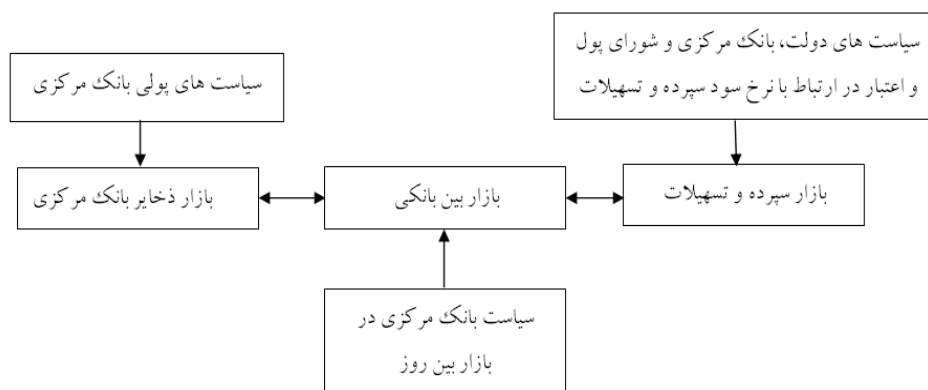 سیاست های دولت، بانک مرکزی و شورای پول
و اعتبار در ارتباط با نرخ سود سپرده و تسهیلات
سیاست های پولی بانک مرکزی
بازار سپرده و تسهیلات
بازار بین بانکی
بازار ذخایر بانک مرکزی
سیاست بانک مرکزی در
بازار بین روز